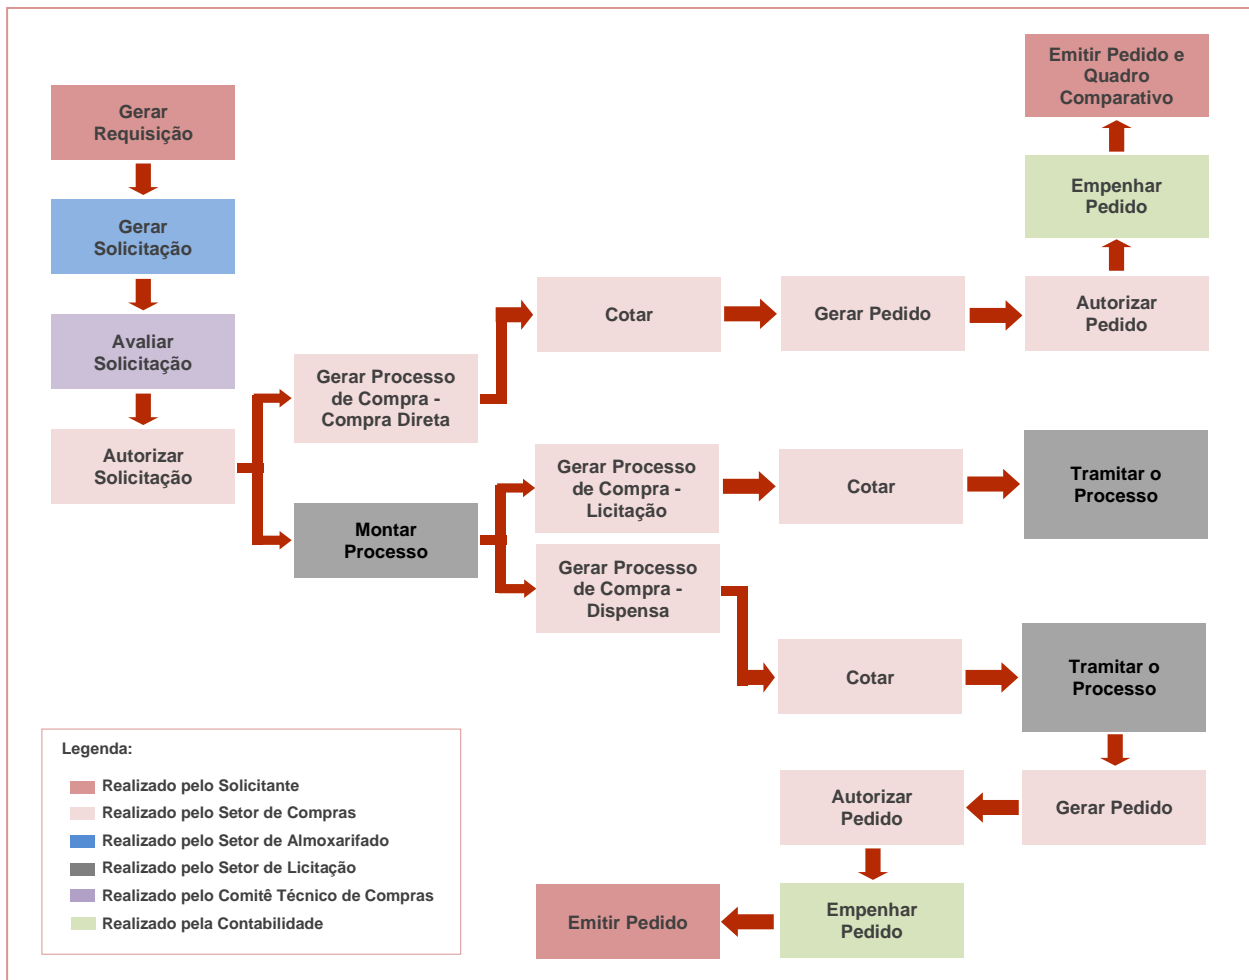 Emitir Pedido e
Quadro
Comparativo
Gerar
Requisição
Empenhar
Pedido
Gerar
Solicitação
Cotar
Gerar Pedido
Autorizar
Pedido
Avaliar
Solicitação
Gerar Processo
de Compra -
Compra Direta
Autorizar
Solicitação
Gerar Processo
de Compra -
Licitação
Cotar
Tramitar o
Processo
Montar
Processo
Gerar Processo
de Compra -
Dispensa
Cotar
Tramitar o
Processo
Autorizar
Pedido
Gerar Pedido
Emitir Pedido
Empenhar
Pedido
Legenda:
Realizado pelo Solicitante
Realizado pelo Setor de Compras
Realizado pelo Setor de Almoxarifado
Realizado pelo Setor de Licitação
Realizado pelo Comitê Técnico de Compras
Realizado pela Contabilidade